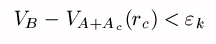 $V_B - V_{A+A_c}(r_c) < \varepsilon_k$